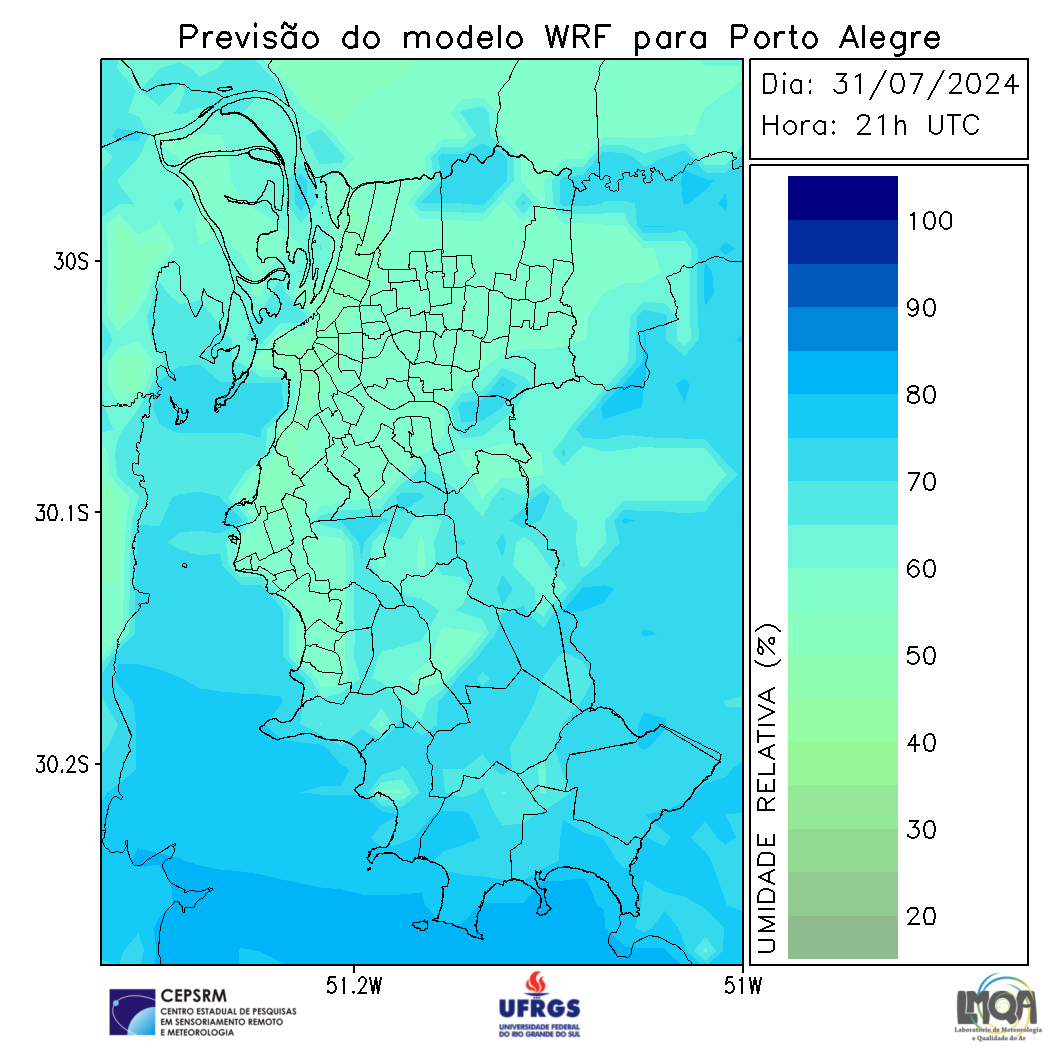 Previsão do modelo WRF para Porto Alegre
Dia: 31/07/2024
Hora: 21h UTC
100
90
80
70
60
50
40
30
20
UMIDADE RELATIVA (%)
30S
30.1S
30.2S
51.2W
51W
CEPSRM
CENTRO ESTADUAL DE PESQUISAS
EM SENSORIAMENTO REMOTO
E METEOROLOGIA
UFRGS
UNIVERSIDADE FEDERAL
DO RIO GRANDE DO SUL
LMQA
Laboratório de Meteorologia
e Qualidade do Ar